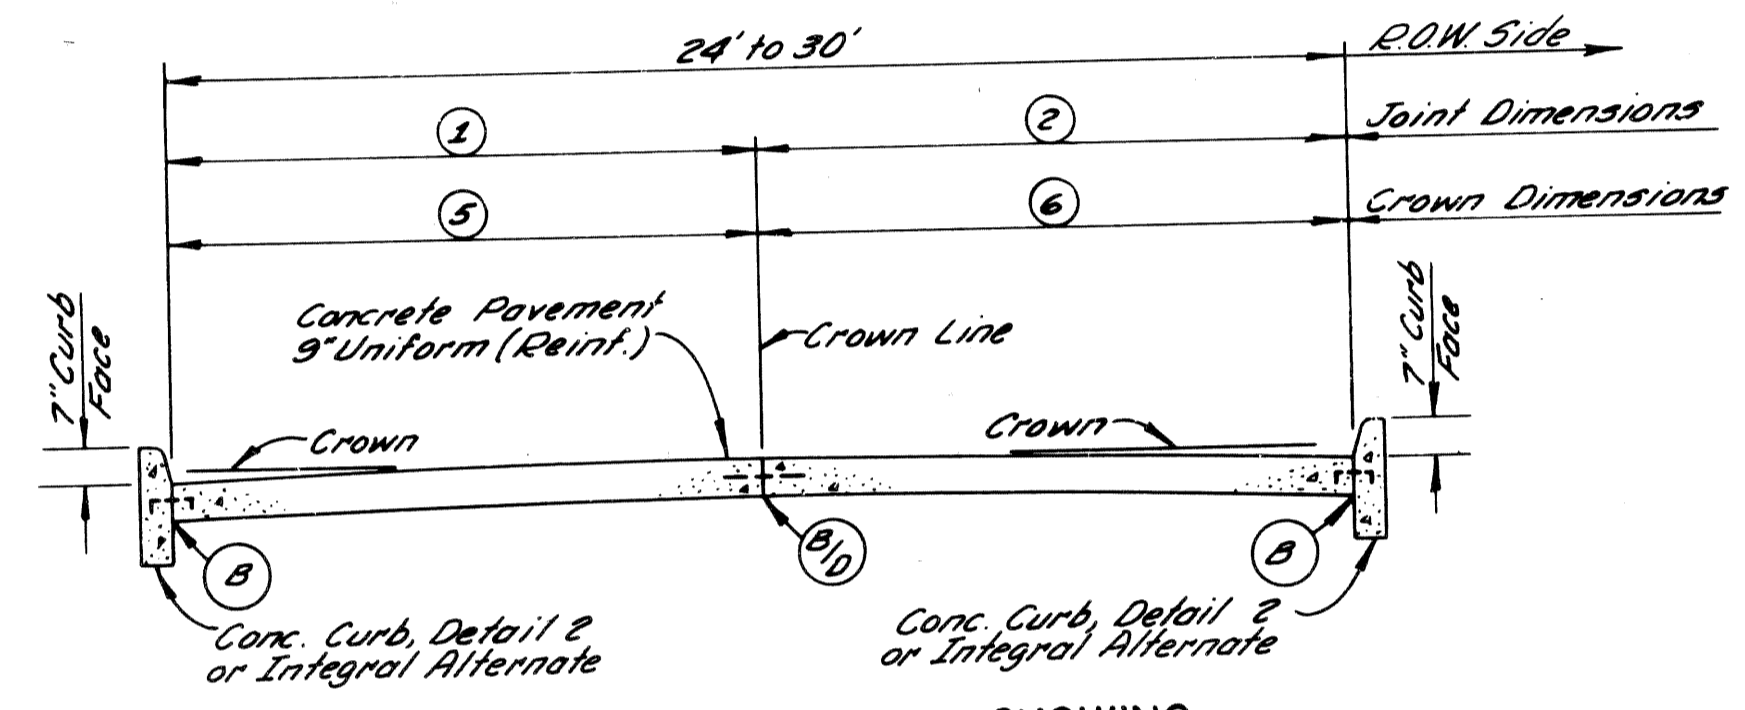 24' to 30'
R.O.W. Side
1
2
Joint Dimensions
5
6
Crown Dimensions
7" Curb
Face
Concrete Pavement
9" Uniform (Reinf.)
Crown Line
7" Curb
Face
Crown
Crown
B
B/D
B
Conc. Curb, Detail 2
or Integral Alternate
Conc. Curb, Detail 2
or Integral Alternate